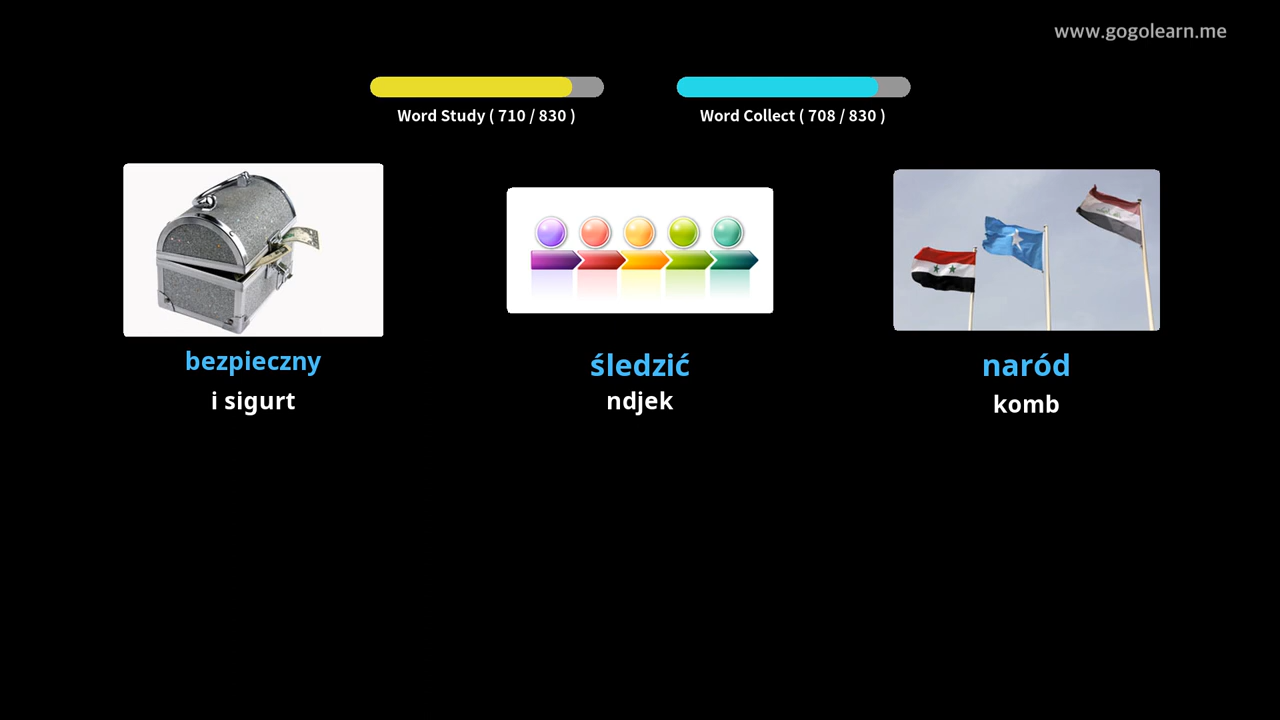 www.gogolearn.me
Word Study ( 710 / 830 )
Word Collect ( 708 / 830 )
bezpieczny
i sigurt
śledzić
ndjek
naród
komb